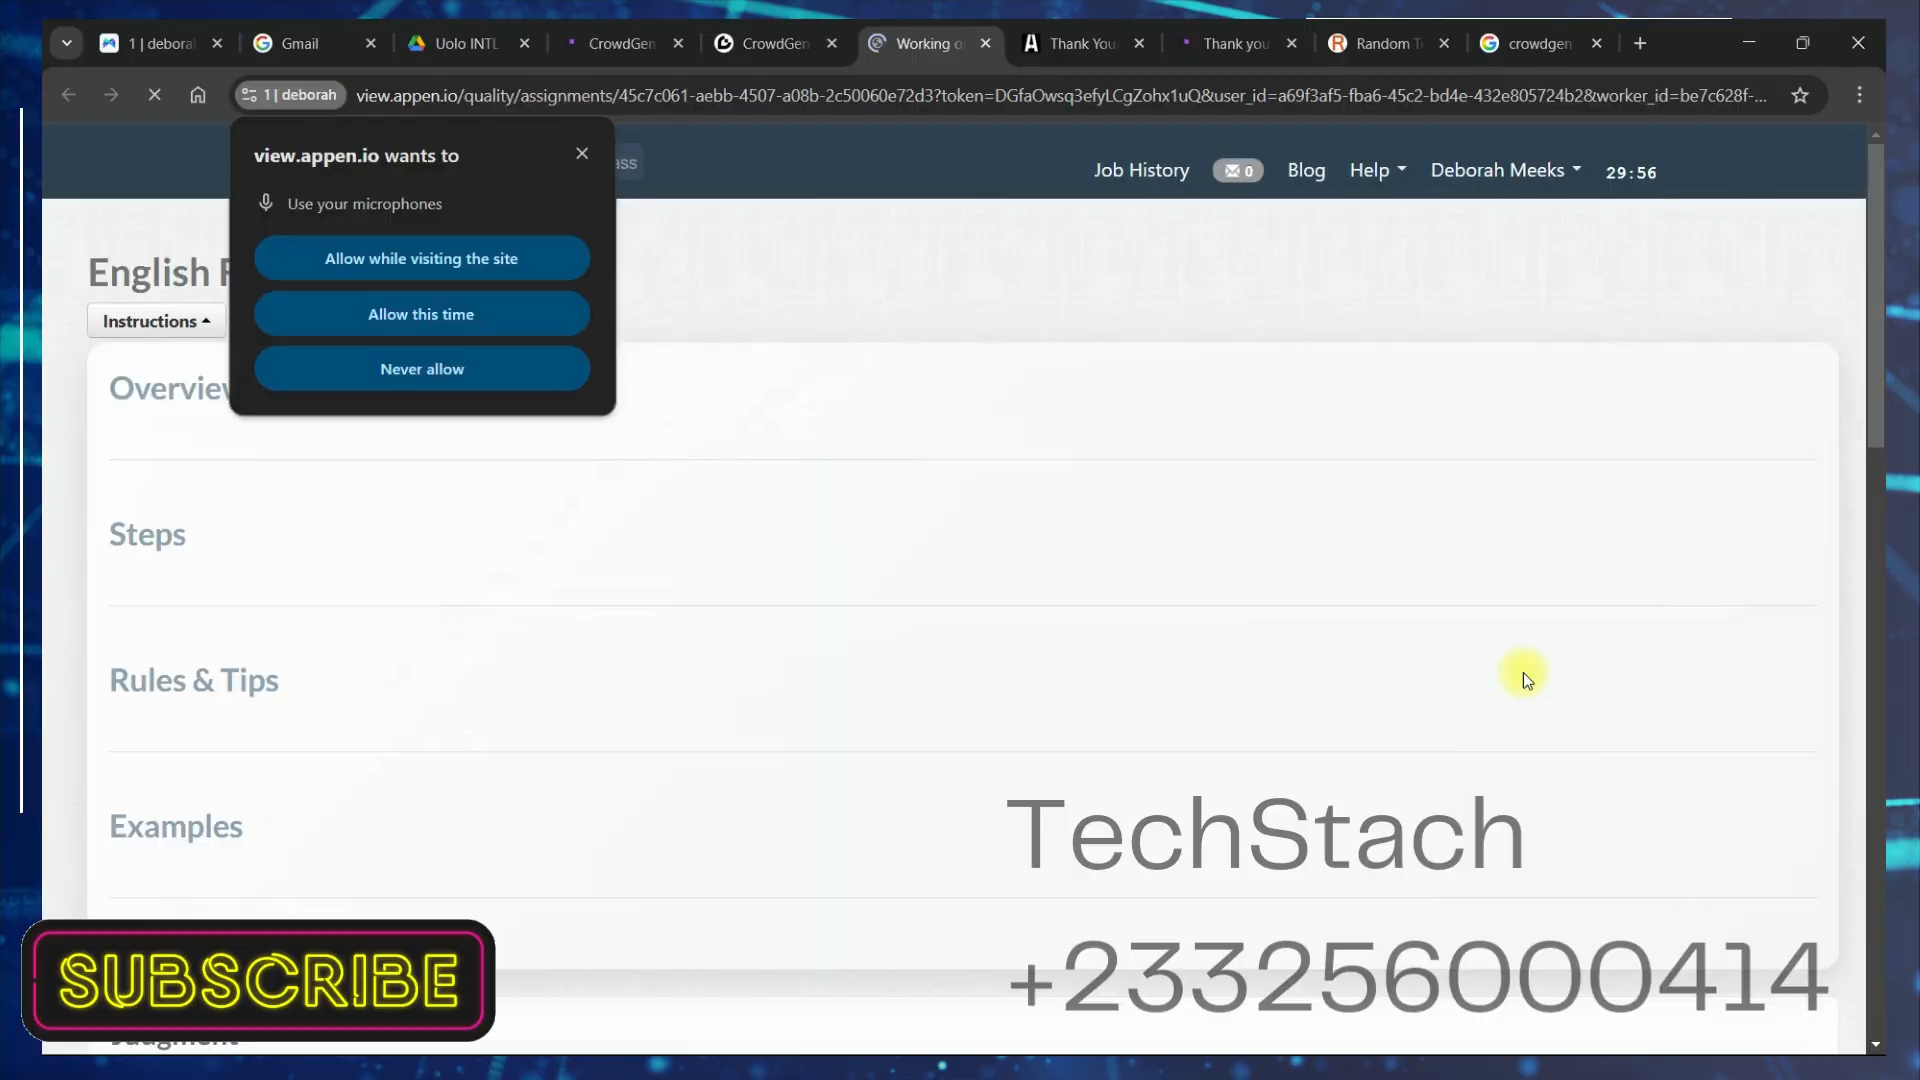 1 | debora
Gmail
Uolo INTL
CrowdGen
CrowdGen
Working o
Thank You
Thank you
Random T
crowdgen
1 | deborah
view.appen.io/quality/assignments/45c7c061-aebb-4507-a08b-2c50060e72d3?token=DGfaOwsq3efyLCgZohx1uQ&user_id=a69f3af5-fba6-45c2-bd4e-432e805724b2&worker_id=be7c628f-...
view.appen.io wants to
Use your microphones
Allow while visiting the site
Allow this time
Never allow
ass
Job History
0
Blog
Help
Deborah Meeks
29:56
English
Instructions
Overview
Steps
Rules & Tips
Examples
TechStach
+233256000414
SUBSCRIBE
Judgment